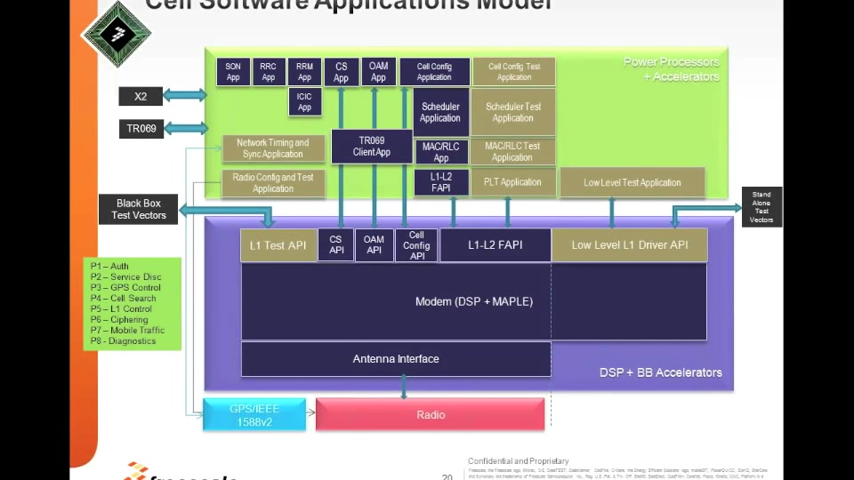 Cell Software Applications Model
Power Processors
+ Accelerators
SON
App
RRC
App
RRM
App
CS
App
OAM
App
Cell Config
Application
Cell Config Test
Application
ICIC
App
Scheduler
Application
Scheduler Test
Application
X2
TR069
Network Timing and
Sync Application
TR069
Client App
MAC/RLC
App
MAC/RLC Test
Application
Radio Config and Test
Application
L1-L2
FAPI
PLT Application
Low Level Test Application
Black Box
Test Vectors
Stand
Alone
Test
Vectors
L1 Test API
CS
API
OAM
API
Cell
Config
API
L1-L2 FAPI
Low Level L1 Driver API
P1 – Auth
P2 – Service Disc
P3 – GPS Control
P4 – Cell Search
P5 – L1 Control
P6 – Ciphering
P7 – Mobile Traffic
P8 - Diagnostics
Modem (DSP + MAPLE)
Antenna Interface
DSP + BB Accelerators
GPS/IEEE
1588v2
Radio
Confidential and Proprietary
freescale
20